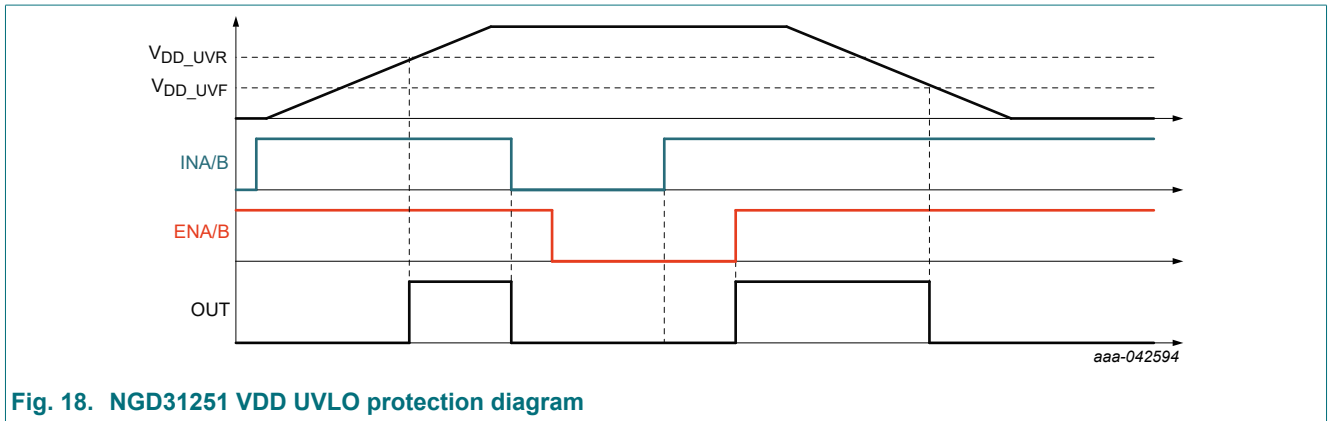 VDD_UVR
VDD_UVF
INA/B
ENA/B
OUT
aaa-042594
Fig. 18. NGD31251 VDD UVLO protection diagram